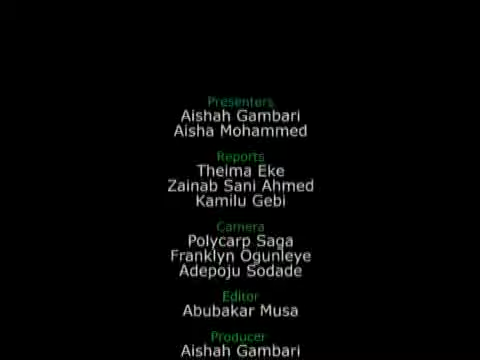 Presenters
Aishah Gambari
Aisha Mohammed
Reports
Thelma Eke
Zainab Sani Ahmed
Kamilu Gebi
Camera
Polycarp Saga
Franklyn Ogunleye
Adepoju Sodade
Editor
Abubakar Musa
Producer
Aishah Gambari